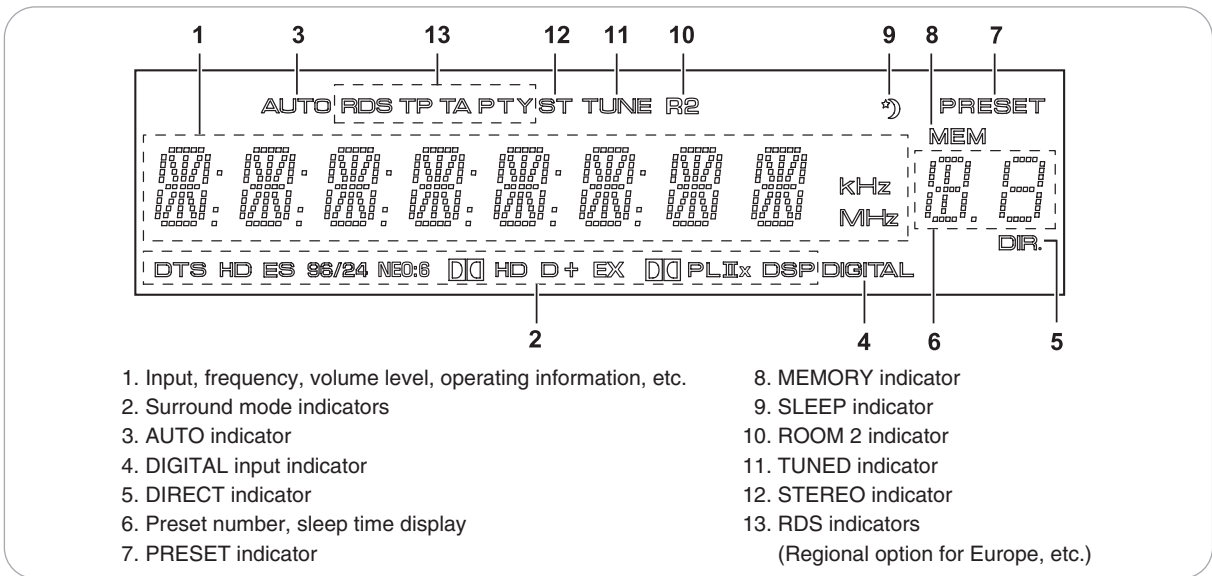 1 3 13 12 11 10 9 8 7
AUTO RDS TP TA PTY ST TUNE R2 PRESET
MEM
kHz
MHz
DIR.
DTS HD ES 96/24 NEO:6 HD D+ EX PLIIx DSP DIGITAL
2 4 6 5
1. Input, frequency, volume level, operating information, etc.
2. Surround mode indicators
3. AUTO indicator
4. DIGITAL input indicator
5. DIRECT indicator
6. Preset number, sleep time display
7. PRESET indicator
8. MEMORY indicator
9. SLEEP indicator
10. ROOM 2 indicator
11. TUNED indicator
12. STEREO indicator
13. RDS indicators
(Regional option for Europe, etc.)